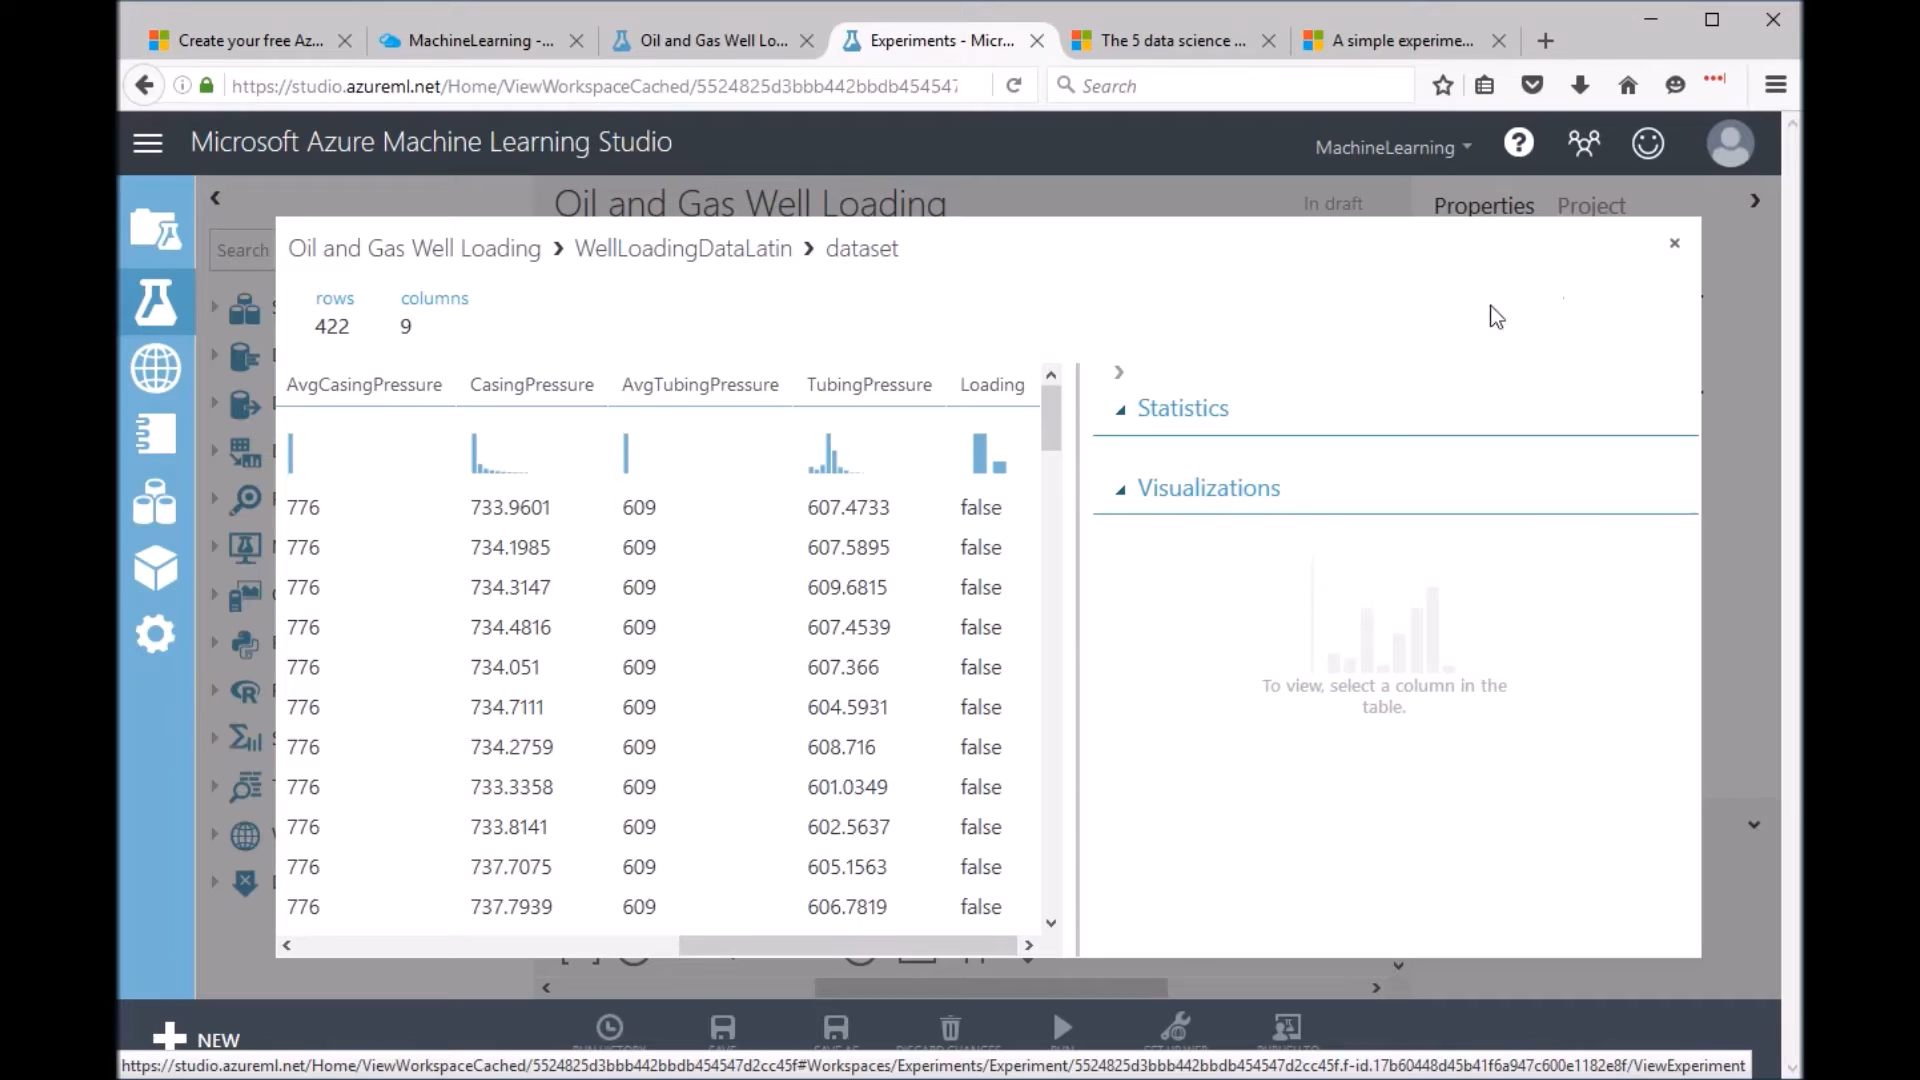 Create your free Az...
MachineLearning -...
Oil and Gas Well Lo...
Experiments - Micr...
The 5 data science ...
A simple experime...
https://studio.azureml.net/Home/ViewWorkspaceCached/5524825d3bbb442bbdb454547
Search
Microsoft Azure Machine Learning Studio
MachineLearning
Oil and Gas Well Loading
In draft
Properties
Project
Search
Oil and Gas Well Loading > WellLoadingDataLatin > dataset
rows columns
422 9
AvgCasingPressure CasingPressure AvgTubingPressure TubingPressure Loading
776 733.9601 609 607.4733 false
776 734.1985 609 607.5895 false
776 734.3147 609 609.6815 false
776 734.4816 609 607.4539 false
776 734.051 609 607.366 false
776 734.7111 609 604.5931 false
776 734.2759 609 608.716 false
776 733.3358 609 601.0349 false
776 733.8141 609 602.5637 false
776 737.7075 609 605.1563 false
776 737.7939 609 606.7819 false
Statistics
Visualizations
To view, select a column in the
table.
NEW
https://studio.azureml.net/Home/ViewWorkspaceCached/5524825d3bbb442bbdb454547d2cc45f#Workspaces/Experiments/Experiment/5524825d3bbb442bbdb454547d2cc45f.f-id.17b60448d45b41f6a947c600e1182e8f/ViewExperiment